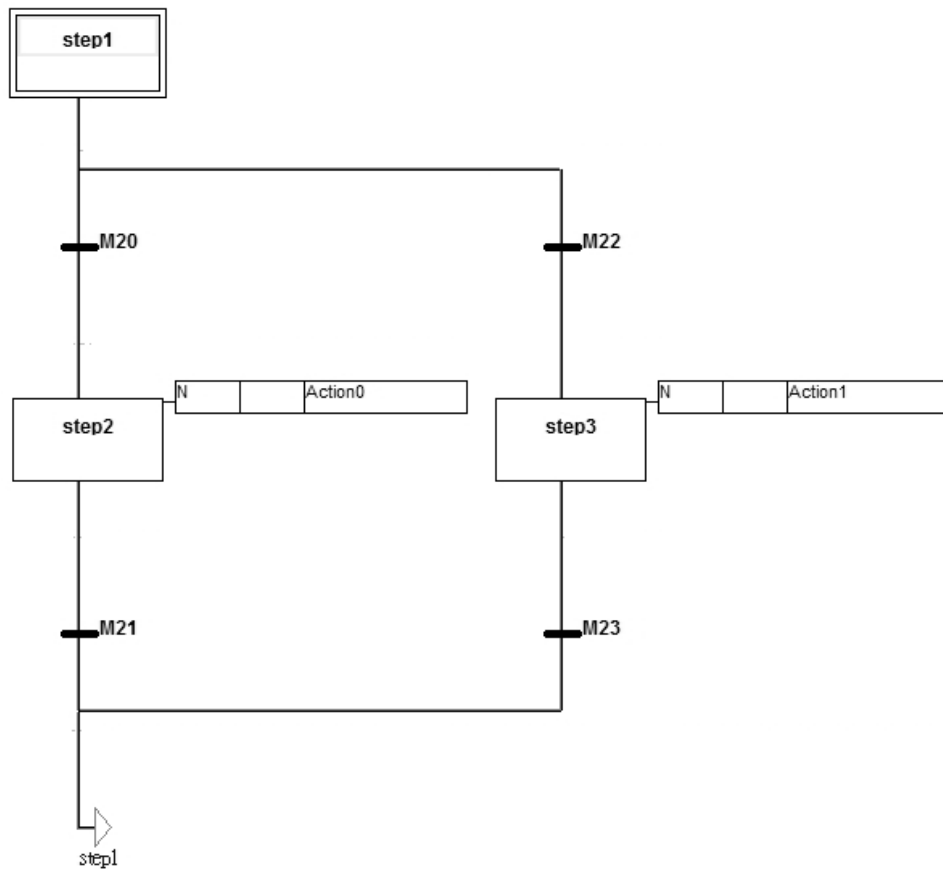 step1
M20
M22
N Action0
N Action1
step2
step3
M21
M23
step1